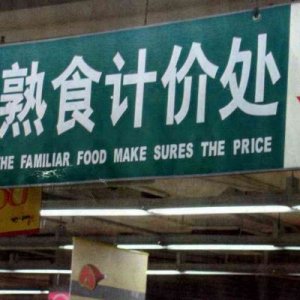 熟食计价处
THE FAMILIAR FOOD MAKE SURES THE PRICE